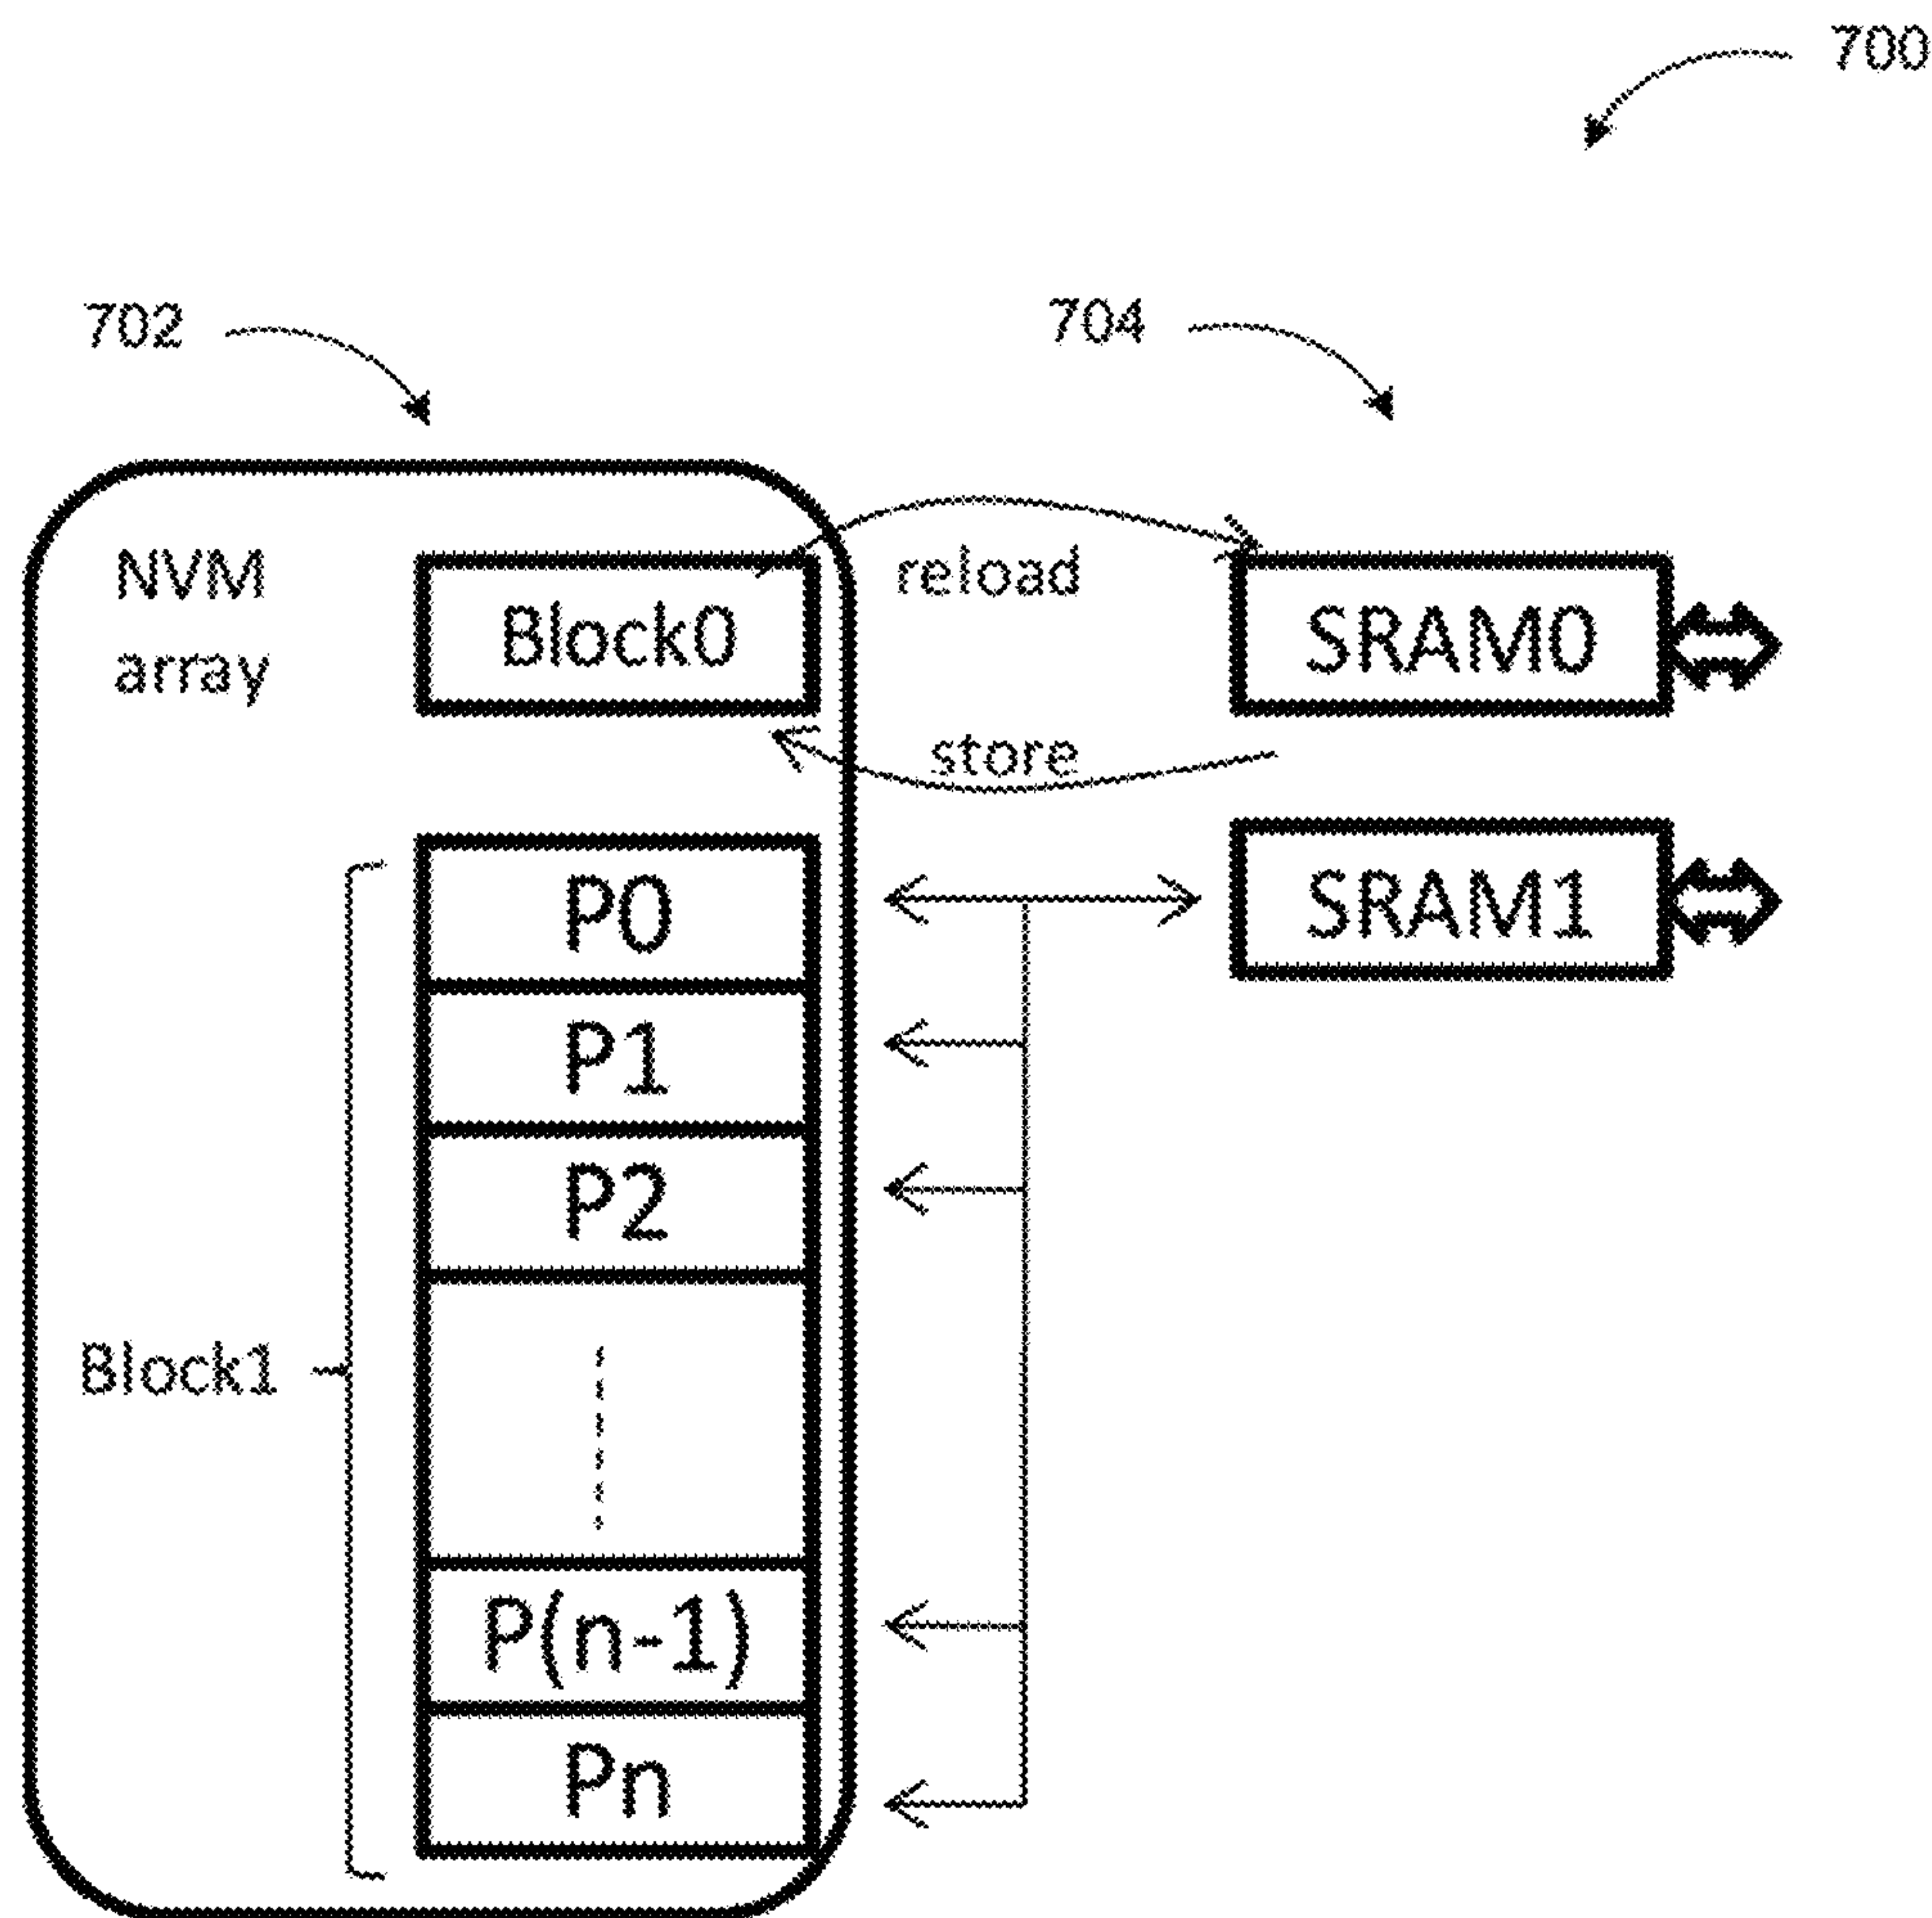 700
702
704
NVM
array
Block0
reload
SRAM0
store
P0
SRAM1
P1
P2
Block1
P(n-1)
Pn